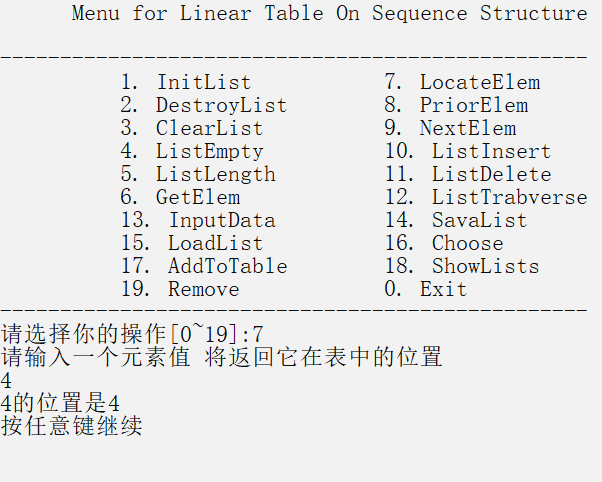 Menu for Linear Table On Sequence Structure
-------------------------------------------------
1. InitList 7. LocateElem
2. DestroyList 8. PriorElem
3. ClearList 9. NextElem
4. ListEmpty 10. ListInsert
5. ListLength 11. ListDelete
6. GetElem 12. ListTrabverse
13. InputData 14. SavaList
15. LoadList 16. Choose
17. AddToTable 18. ShowLists
19. Remove 0. Exit
-------------------------------------------------
请选择你的操作[0~19]:7
请输入一个元素值 将返回它在表中的位置
4
4的位置是4
按任意键继续